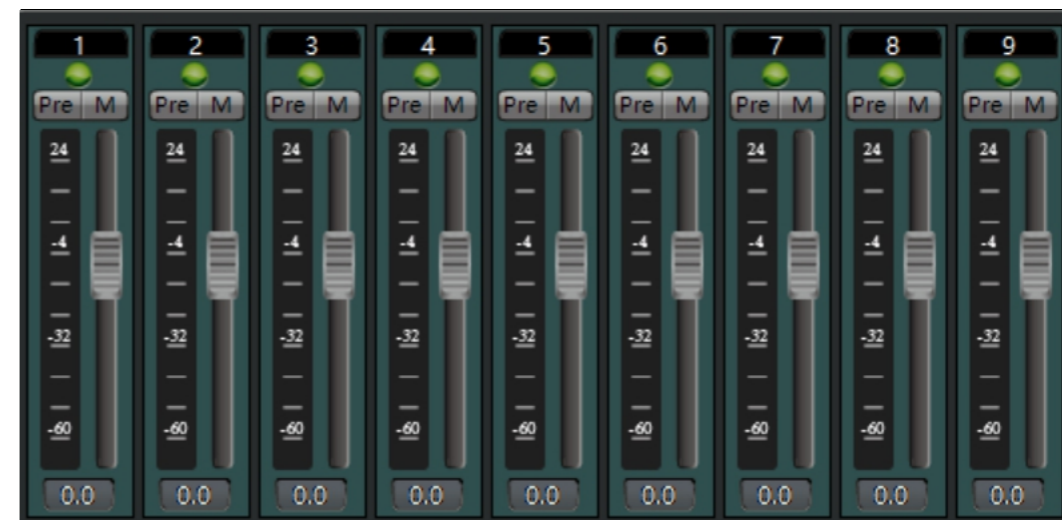 1 2 3 4 5 6 7 8 9
Pre M Pre M Pre M Pre M Pre M Pre M Pre M Pre M Pre M
24 24 24 24 24 24 24 24 24
-4 -4 -4 -4 -4 -4 -4 -4 -4
-32 -32 -32 -32 -32 -32 -32 -32 -32
-60 -60 -60 -60 -60 -60 -60 -60 -60
0.0 0.0 0.0 0.0 0.0 0.0 0.0 0.0 0.0